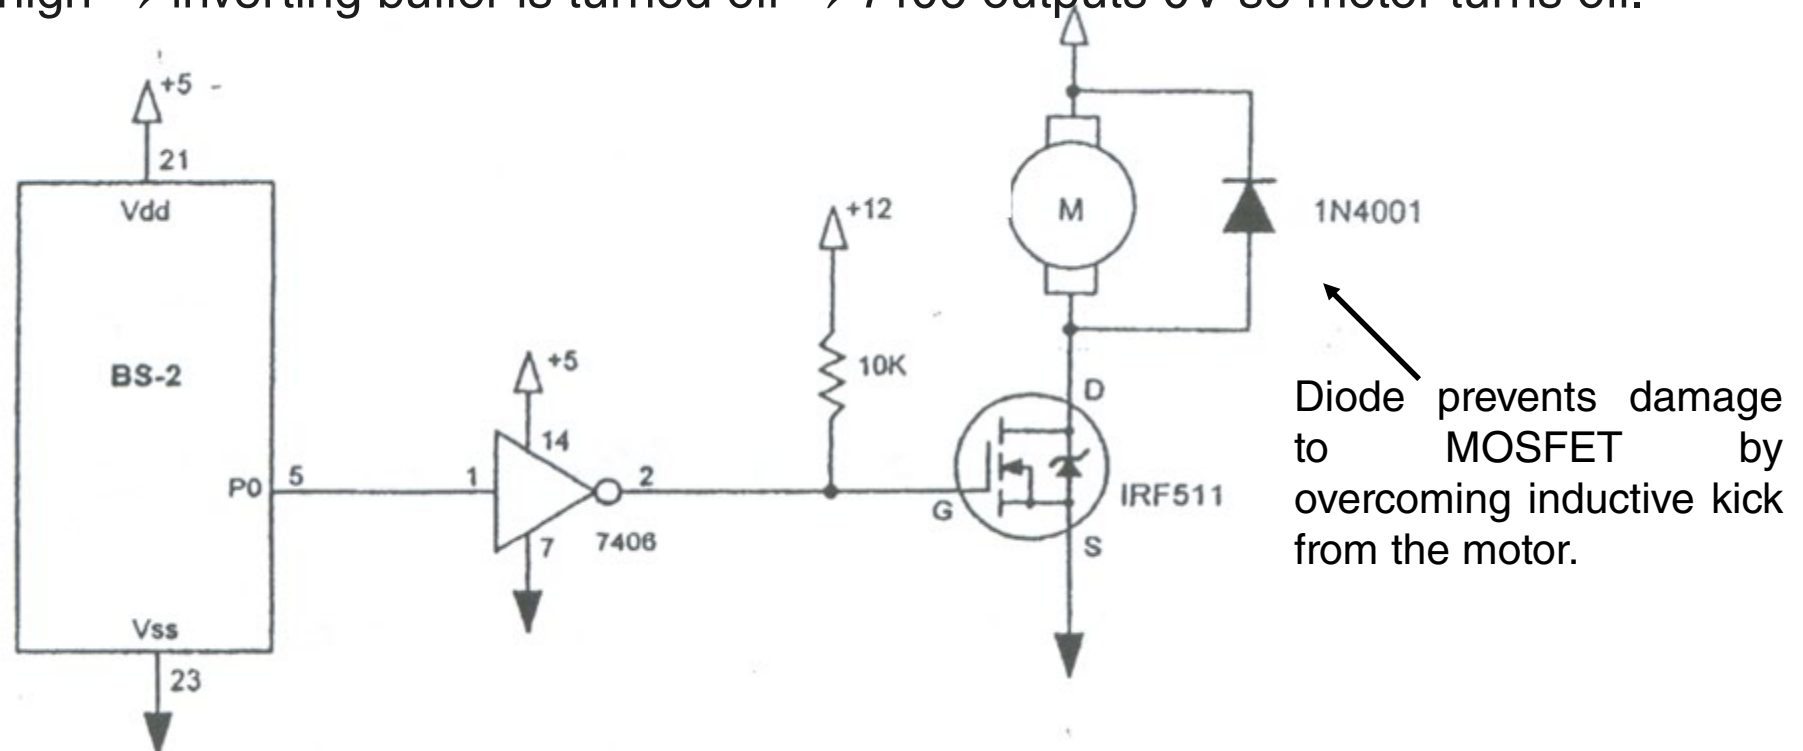 high → inverting buffer is turned off → 7406 outputs 0V so motor turns off.
+5
21
Vdd
+12
M
1N4001
+5
10K
BS-2
D
Diode prevents damage
to MOSFET by
overcoming inductive kick
from the motor.
14
P0 5
1
2
G
IRF511
7
7406
S
Vss
23